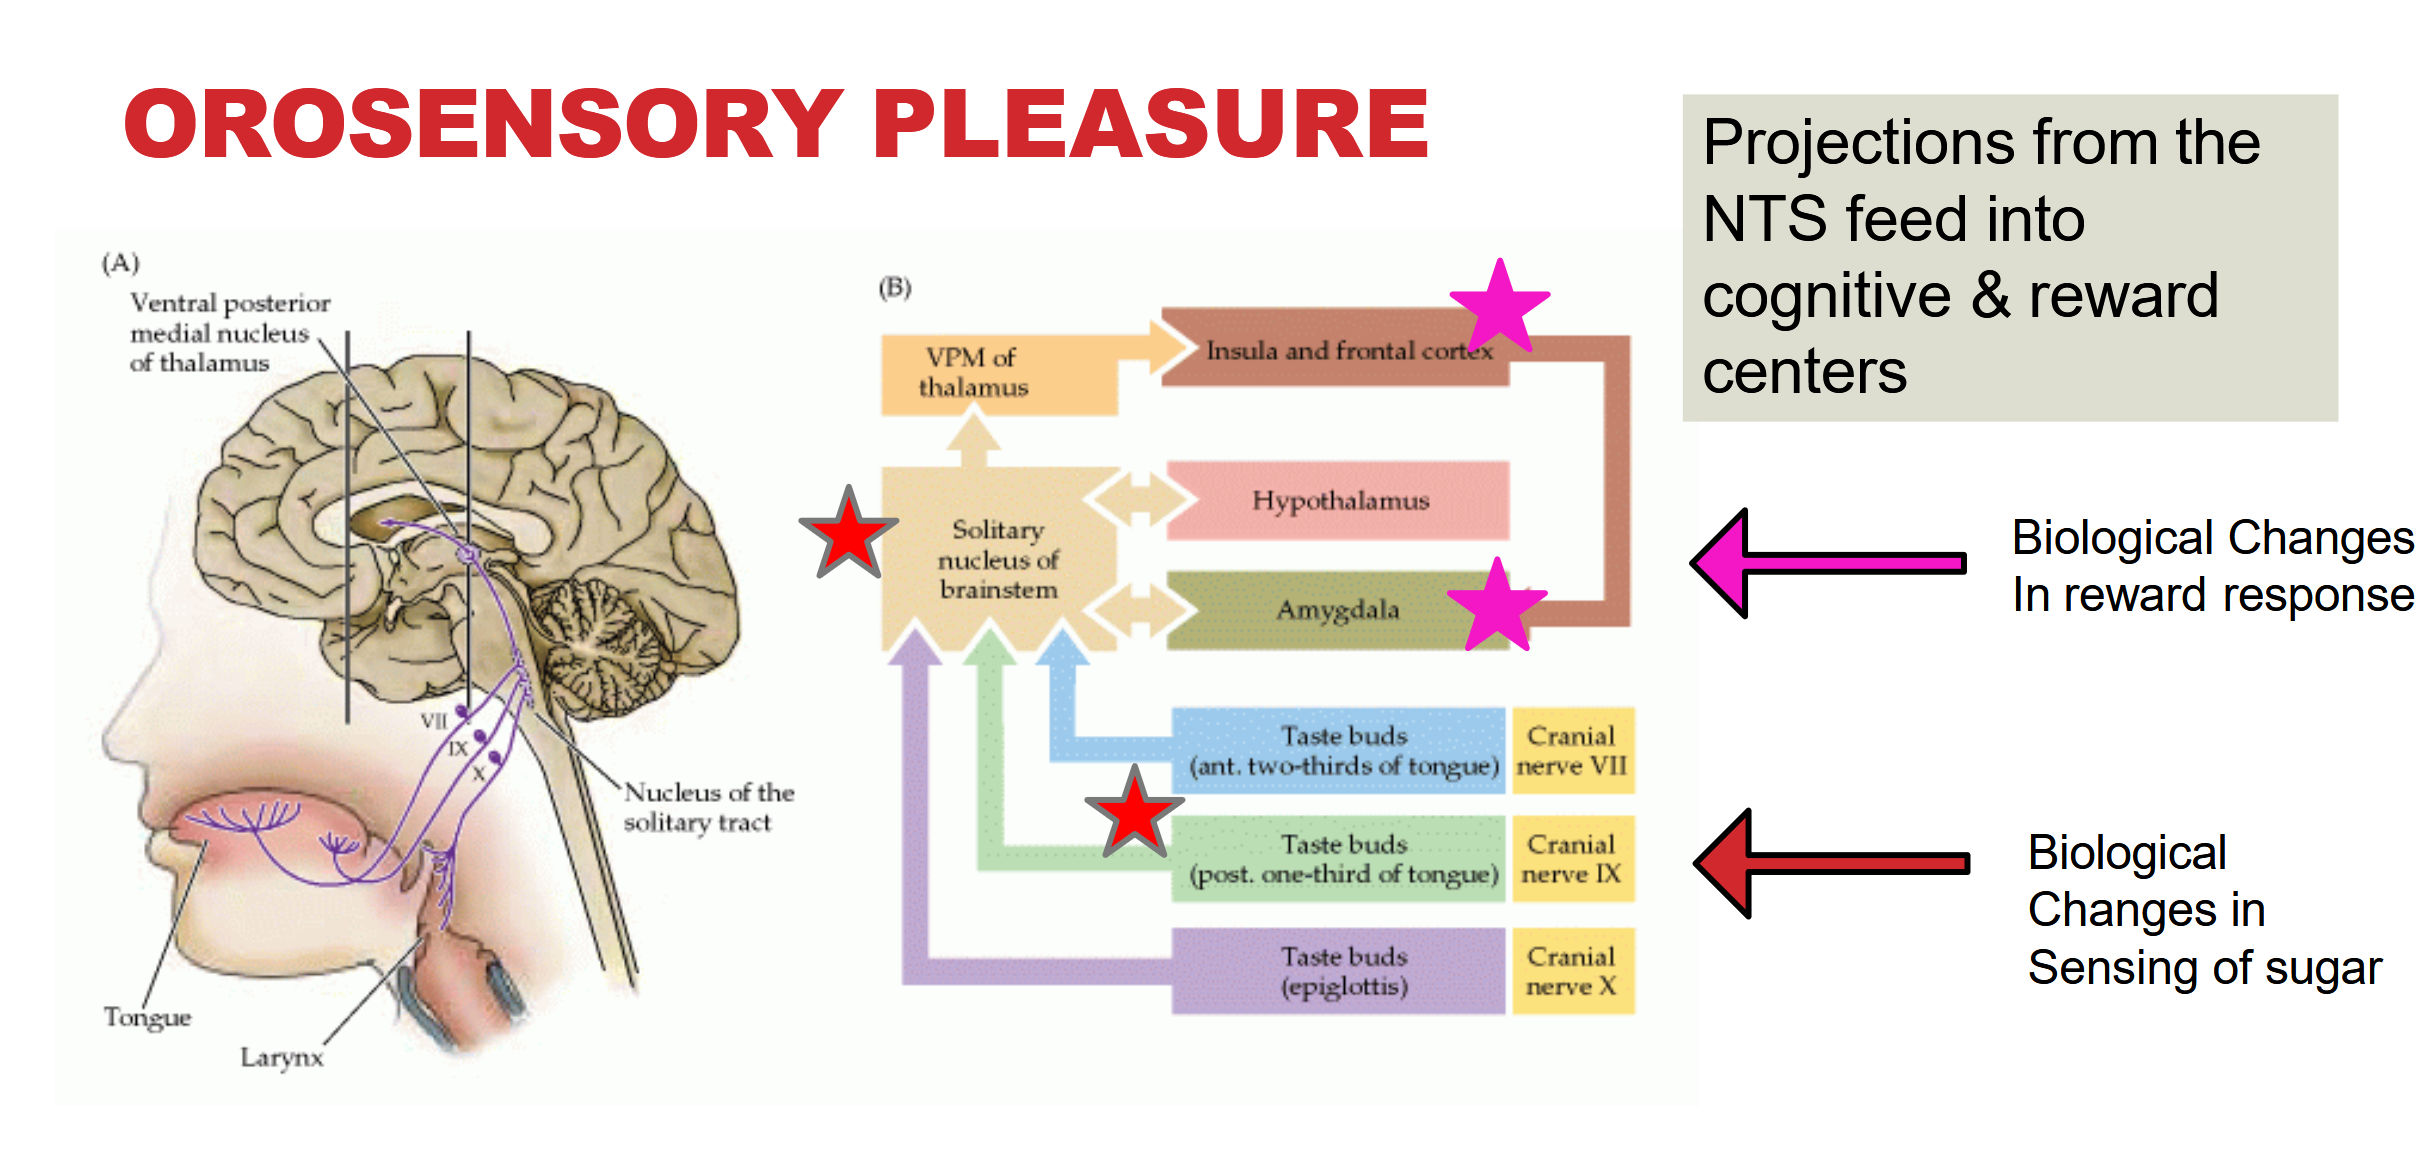 OROSENSORY PLEASURE
Projections from the
NTS feed into
cognitive & reward
centers
(A)
Ventral posterior
medial nucleus
of thalamus
VII
IX
X
Nucleus of the
solitary tract
Tongue
Larynx
(B)
VPM of
thalamus
Insula and frontal cortex
Solitary
nucleus of
brainstem
Hypothalamus
Amygdala
Taste buds
(ant. two-thirds of tongue)
Cranial
nerve VII
Taste buds
(post. one-third of tongue)
Cranial
nerve IX
Taste buds
(epiglottis)
Cranial
nerve X
Biological Changes
In reward response
Biological
Changes in
Sensing of sugar